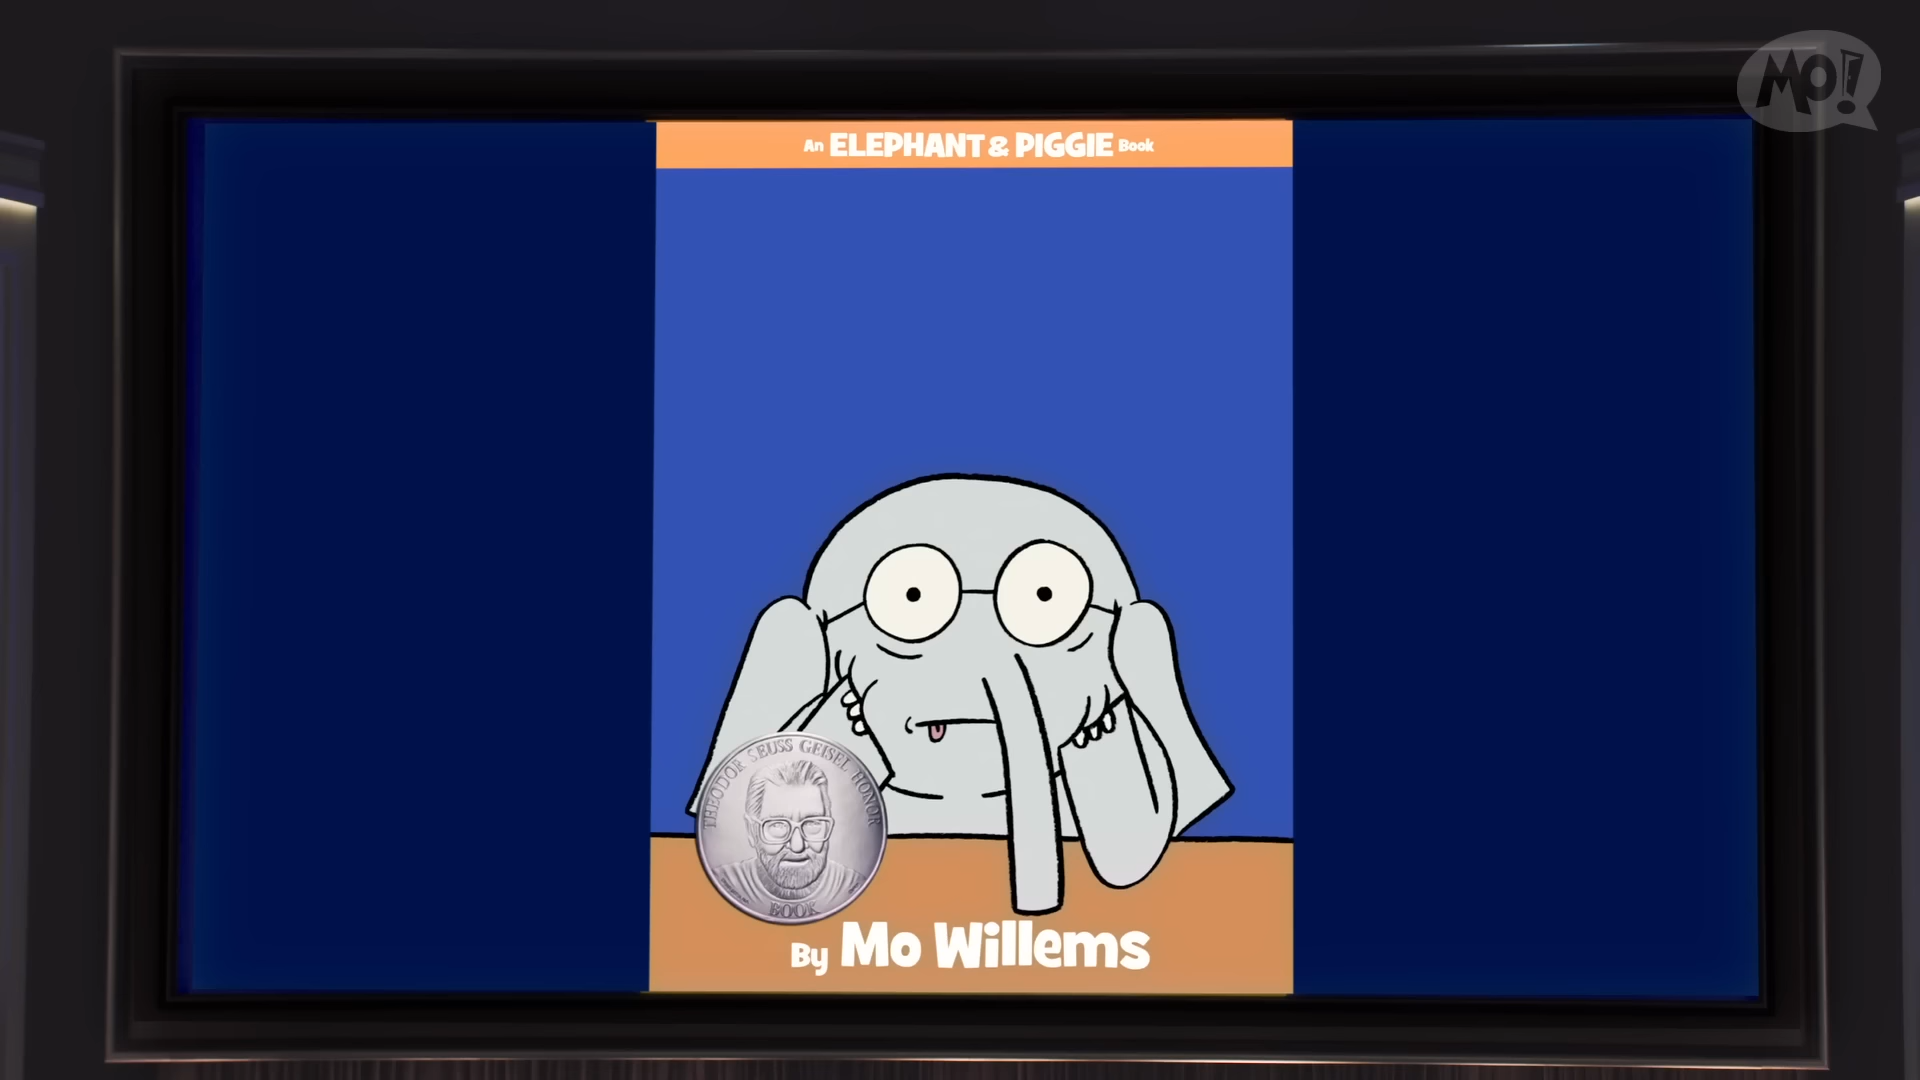 MO!
An ELEPHANT & PIGGIE Book
THEODOR SEUSS GEISEL HONOR
BOOK
By Mo Willems